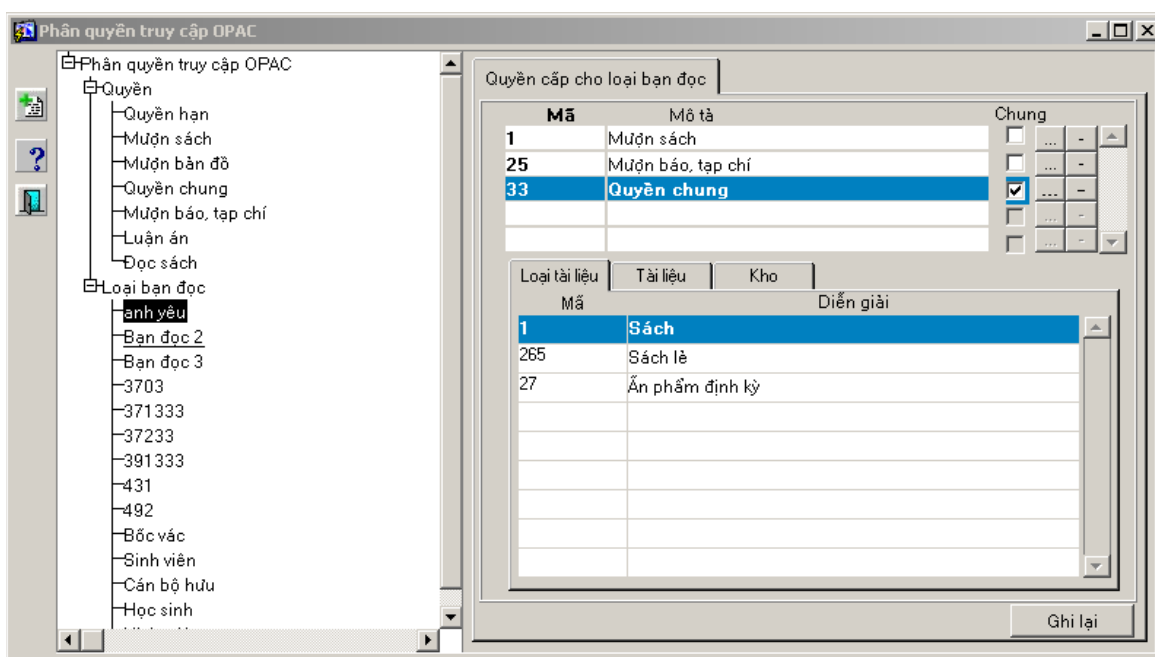 Phân quyền truy cập OPAC
Phân quyền truy cập OPAC
Quyền
Quyền hạn
Mượn sách
Mượn bản đồ
Quyền chung
Mượn báo, tạp chí
Luận án
Đọc sách
Loại bạn đọc
anh yêu
Bạn đọc 2
Bạn đọc 3
3703
371333
37233
391333
431
492
Bốc vác
Sinh viên
Cán bộ hưu
Học sinh
Quyền cấp cho loại bạn đọc
Mã Mô tả Chung
1 Mượn sách ... -
25 Mượn báo, tạp chí ... -
33 Quyền chung ... -
... -
... -
Loại tài liệu Tài liệu Kho
Mã Diễn giải
1 Sách
265 Sách lẻ
27 Ấn phẩm định kỳ
Ghi lại